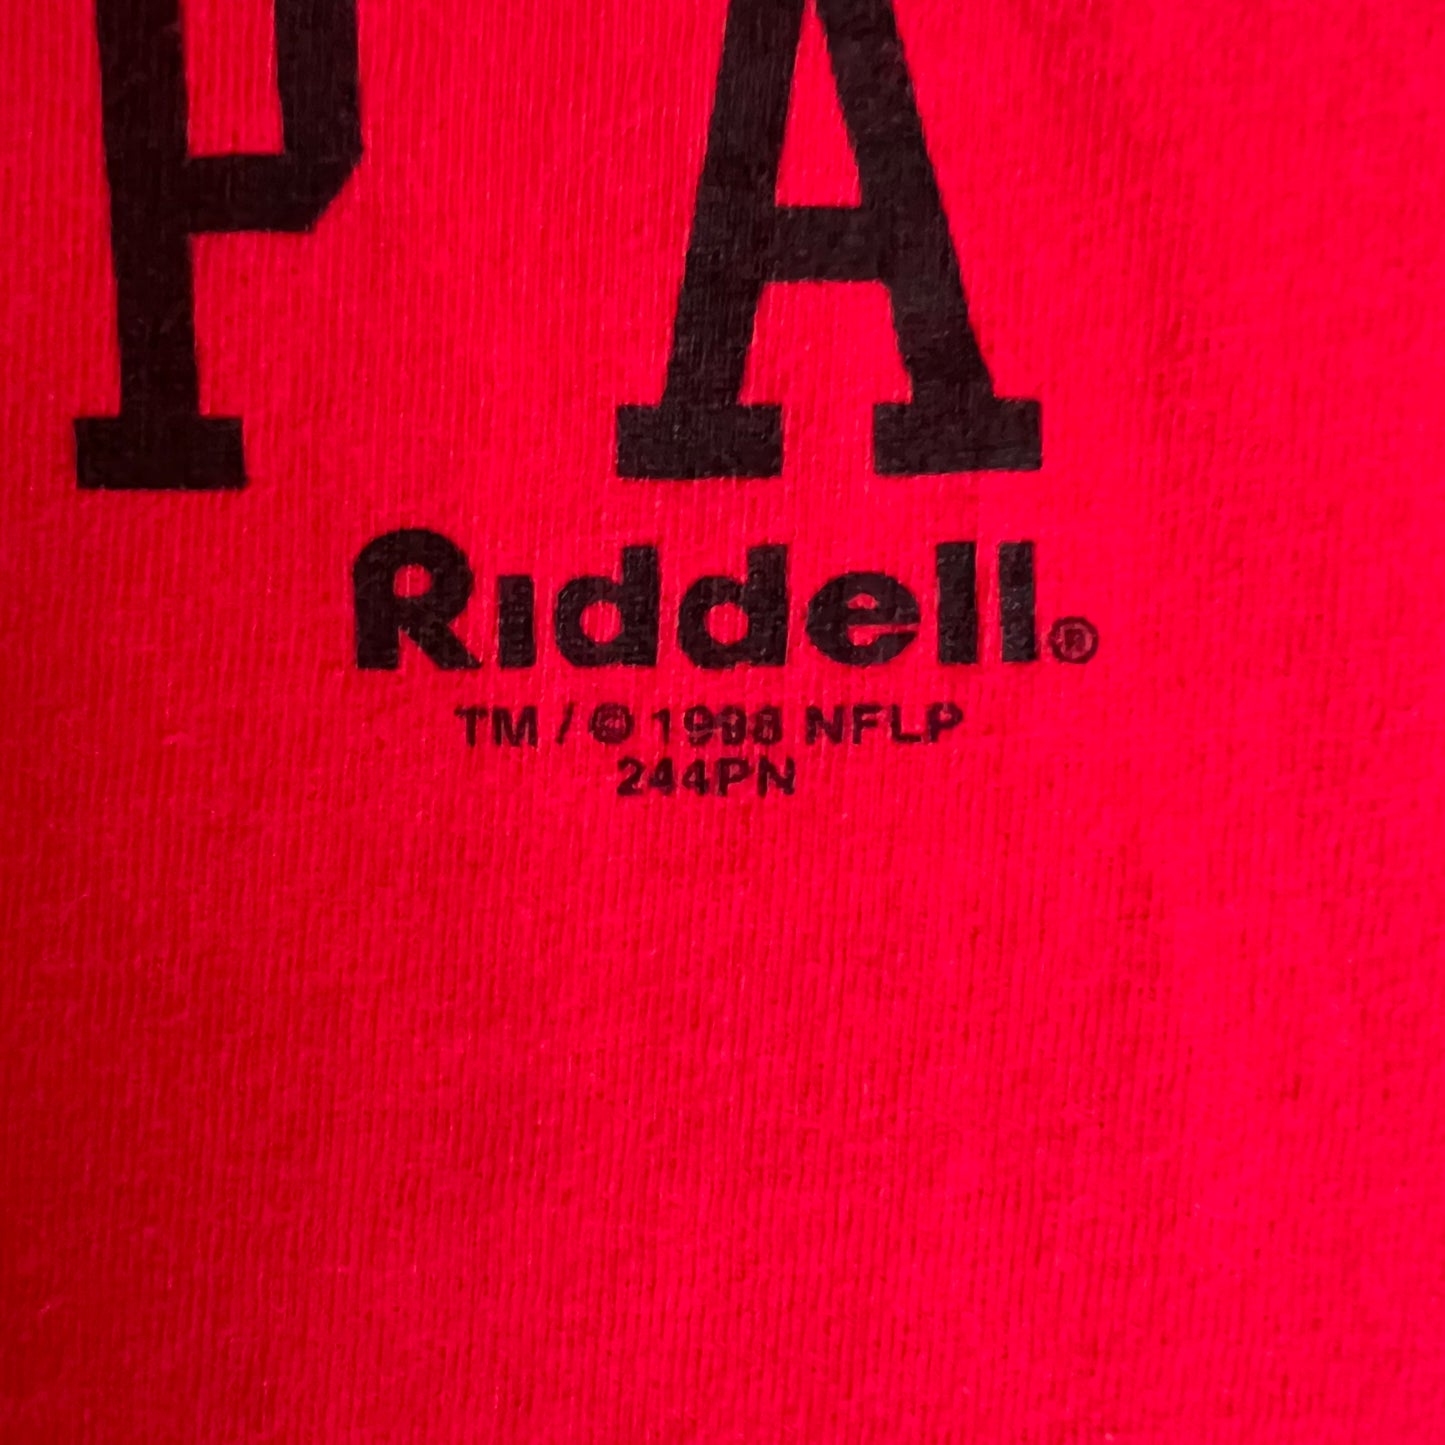 PA
Riddell®
TM / © 1998 NFLP
244PN